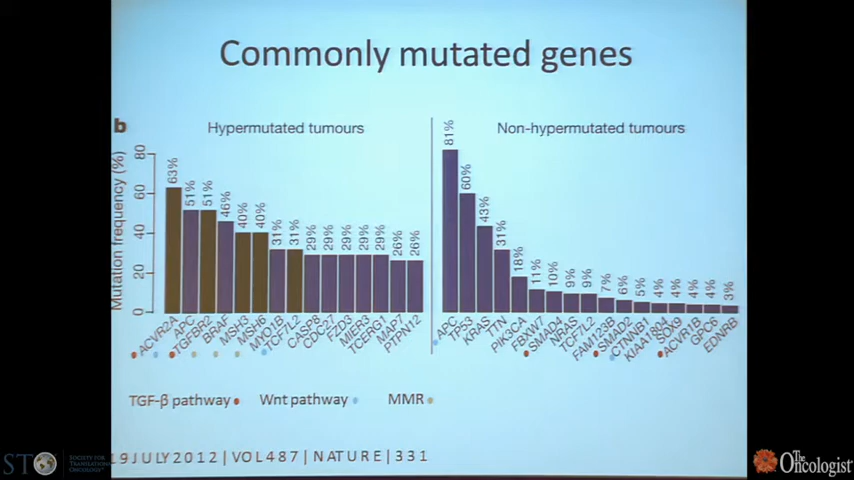 Commonly mutated genes
b
Hypermutated tumours
Non-hypermutated tumours
Mutation frequency (%)
80
60
40
20
0
63%
51%
51%
46%
40%
40%
31%
31%
29%
29%
29%
29%
29%
26%
26%
ACVR2A
APC
TGFBR2
BRAF
MSH3
MSH6
MYO1B
TCF7L2
CASP8
CDC27
FZD3
MIER3
TCERG1
MAP7
PTPN12
81%
60%
43%
31%
18%
11%
10%
9%
9%
7%
6%
5%
4%
4%
4%
4%
3%
APC
TP53
KRAS
TTN
PIK3CA
FBXW7
SMAD4
NRAS
TCF7L2
FAM123B
SMAD2
CTNNB1
KIAA1804
SOX9
ACVR1B
GPC6
EDNRB
TGF-β pathway
Wnt pathway
MMR
19 JULY 2012 | VOL 487 | NATURE | 331
STO
SOCIETY FOR
TRANSLATIONAL
ONCOLOGY
The
Oncologist